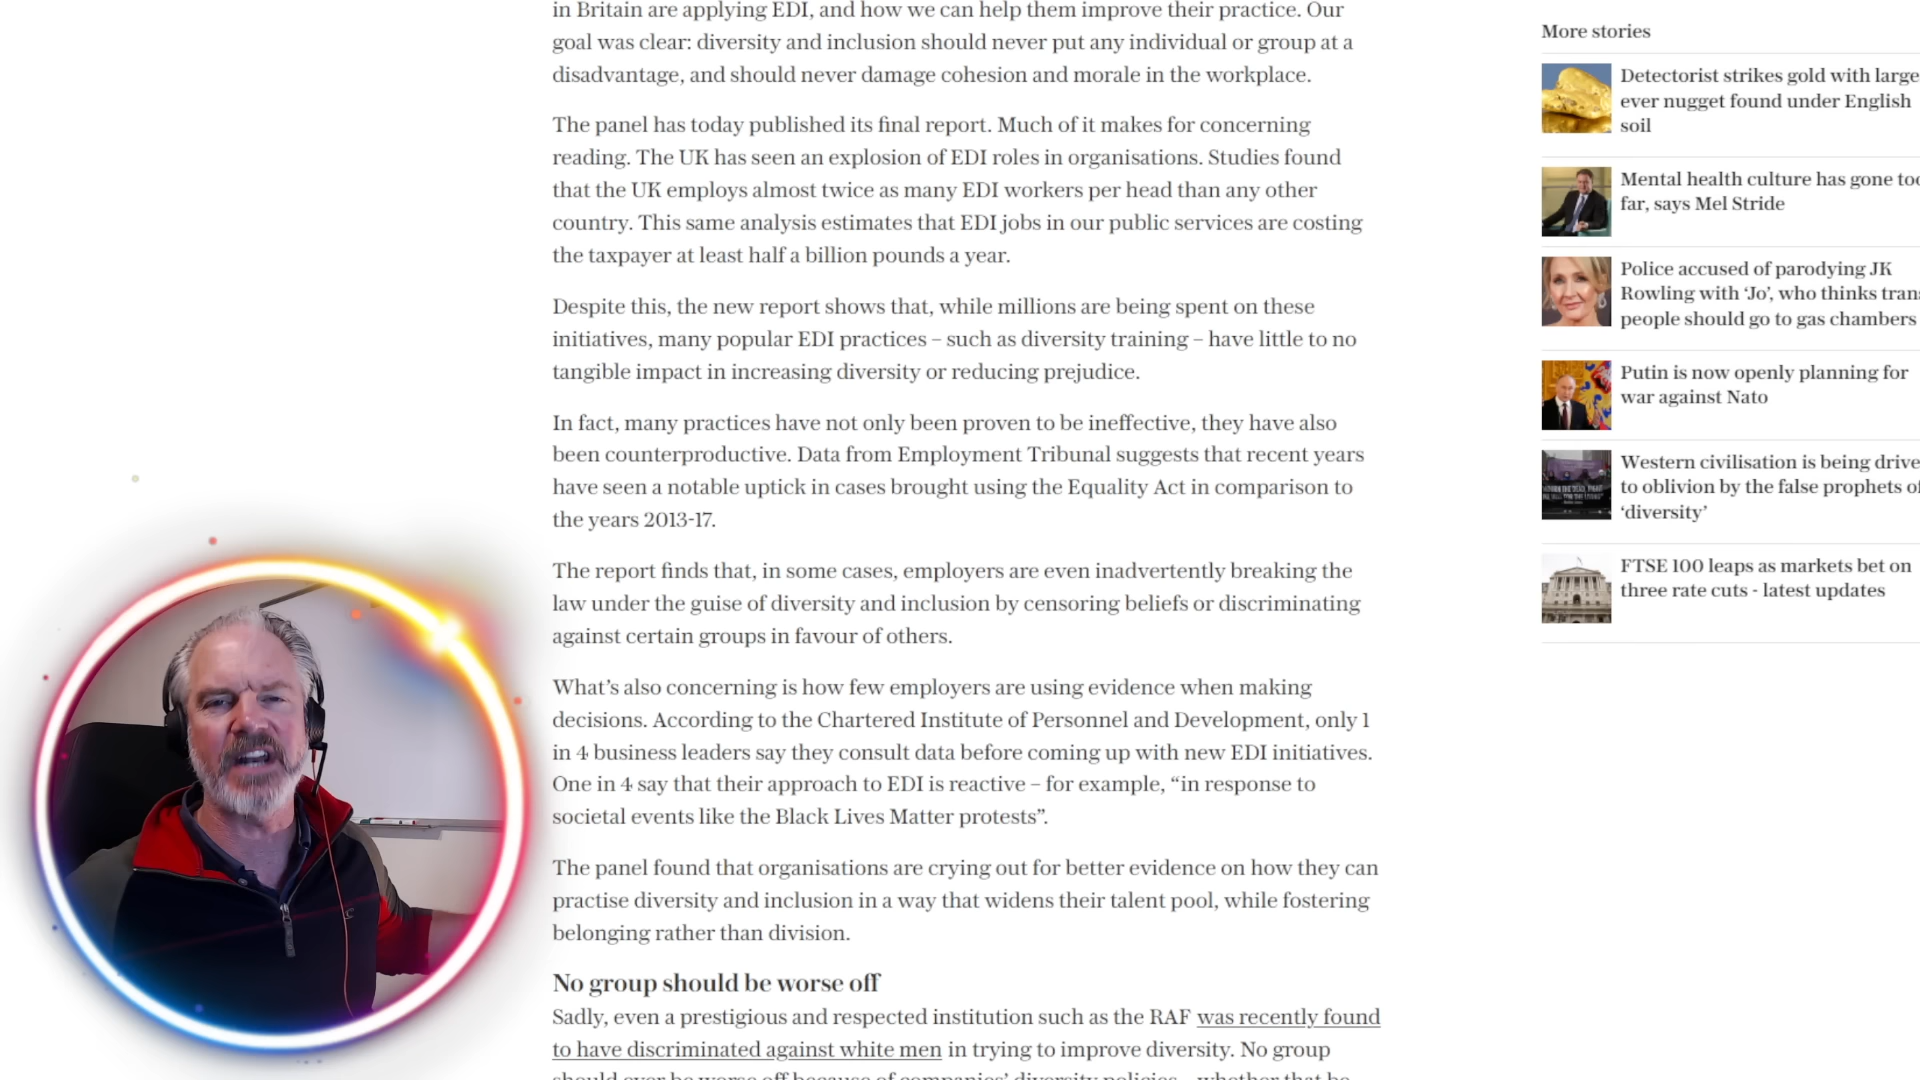 in Britain are applying EDI, and how we can help them improve their practice. Our
goal was clear: diversity and inclusion should never put any individual or group at a
disadvantage, and should never damage cohesion and morale in the workplace.
The panel has today published its final report. Much of it makes for concerning
reading. The UK has seen an explosion of EDI roles in organisations. Studies found
that the UK employs almost twice as many EDI workers per head than any other
country. This same analysis estimates that EDI jobs in our public services are costing
the taxpayer at least half a billion pounds a year.
Despite this, the new report shows that, while millions are being spent on these
initiatives, many popular EDI practices – such as diversity training – have little to no
tangible impact in increasing diversity or reducing prejudice.
In fact, many practices have not only been proven to be ineffective, they have also
been counterproductive. Data from Employment Tribunal suggests that recent years
have seen a notable uptick in cases brought using the Equality Act in comparison to
the years 2013-17.
The report finds that, in some cases, employers are even inadvertently breaking the
law under the guise of diversity and inclusion by censoring beliefs or discriminating
against certain groups in favour of others.
What's also concerning is how few employers are using evidence when making
decisions. According to the Chartered Institute of Personnel and Development, only 1
in 4 business leaders say they consult data before coming up with new EDI initiatives.
One in 4 say that their approach to EDI is reactive – for example, “in response to
societal events like the Black Lives Matter protests”.
The panel found that organisations are crying out for better evidence on how they can
practise diversity and inclusion in a way that widens their talent pool, while fostering
belonging rather than division.
No group should be worse off
Sadly, even a prestigious and respected institution such as the RAF was recently found
to have discriminated against white men in trying to improve diversity. No group
should ever be worse off because of companies' diversity policies – whether that be
More stories
Detectorist strikes gold with large
ever nugget found under English
soil
Mental health culture has gone too
far, says Mel Stride
Police accused of parodying JK
Rowling with ‘Jo’, who thinks trans
people should go to gas chambers
Putin is now openly planning for
war against Nato
Western civilisation is being drive
to oblivion by the false prophets of
‘diversity’
FTSE 100 leaps as markets bet on
three rate cuts - latest updates